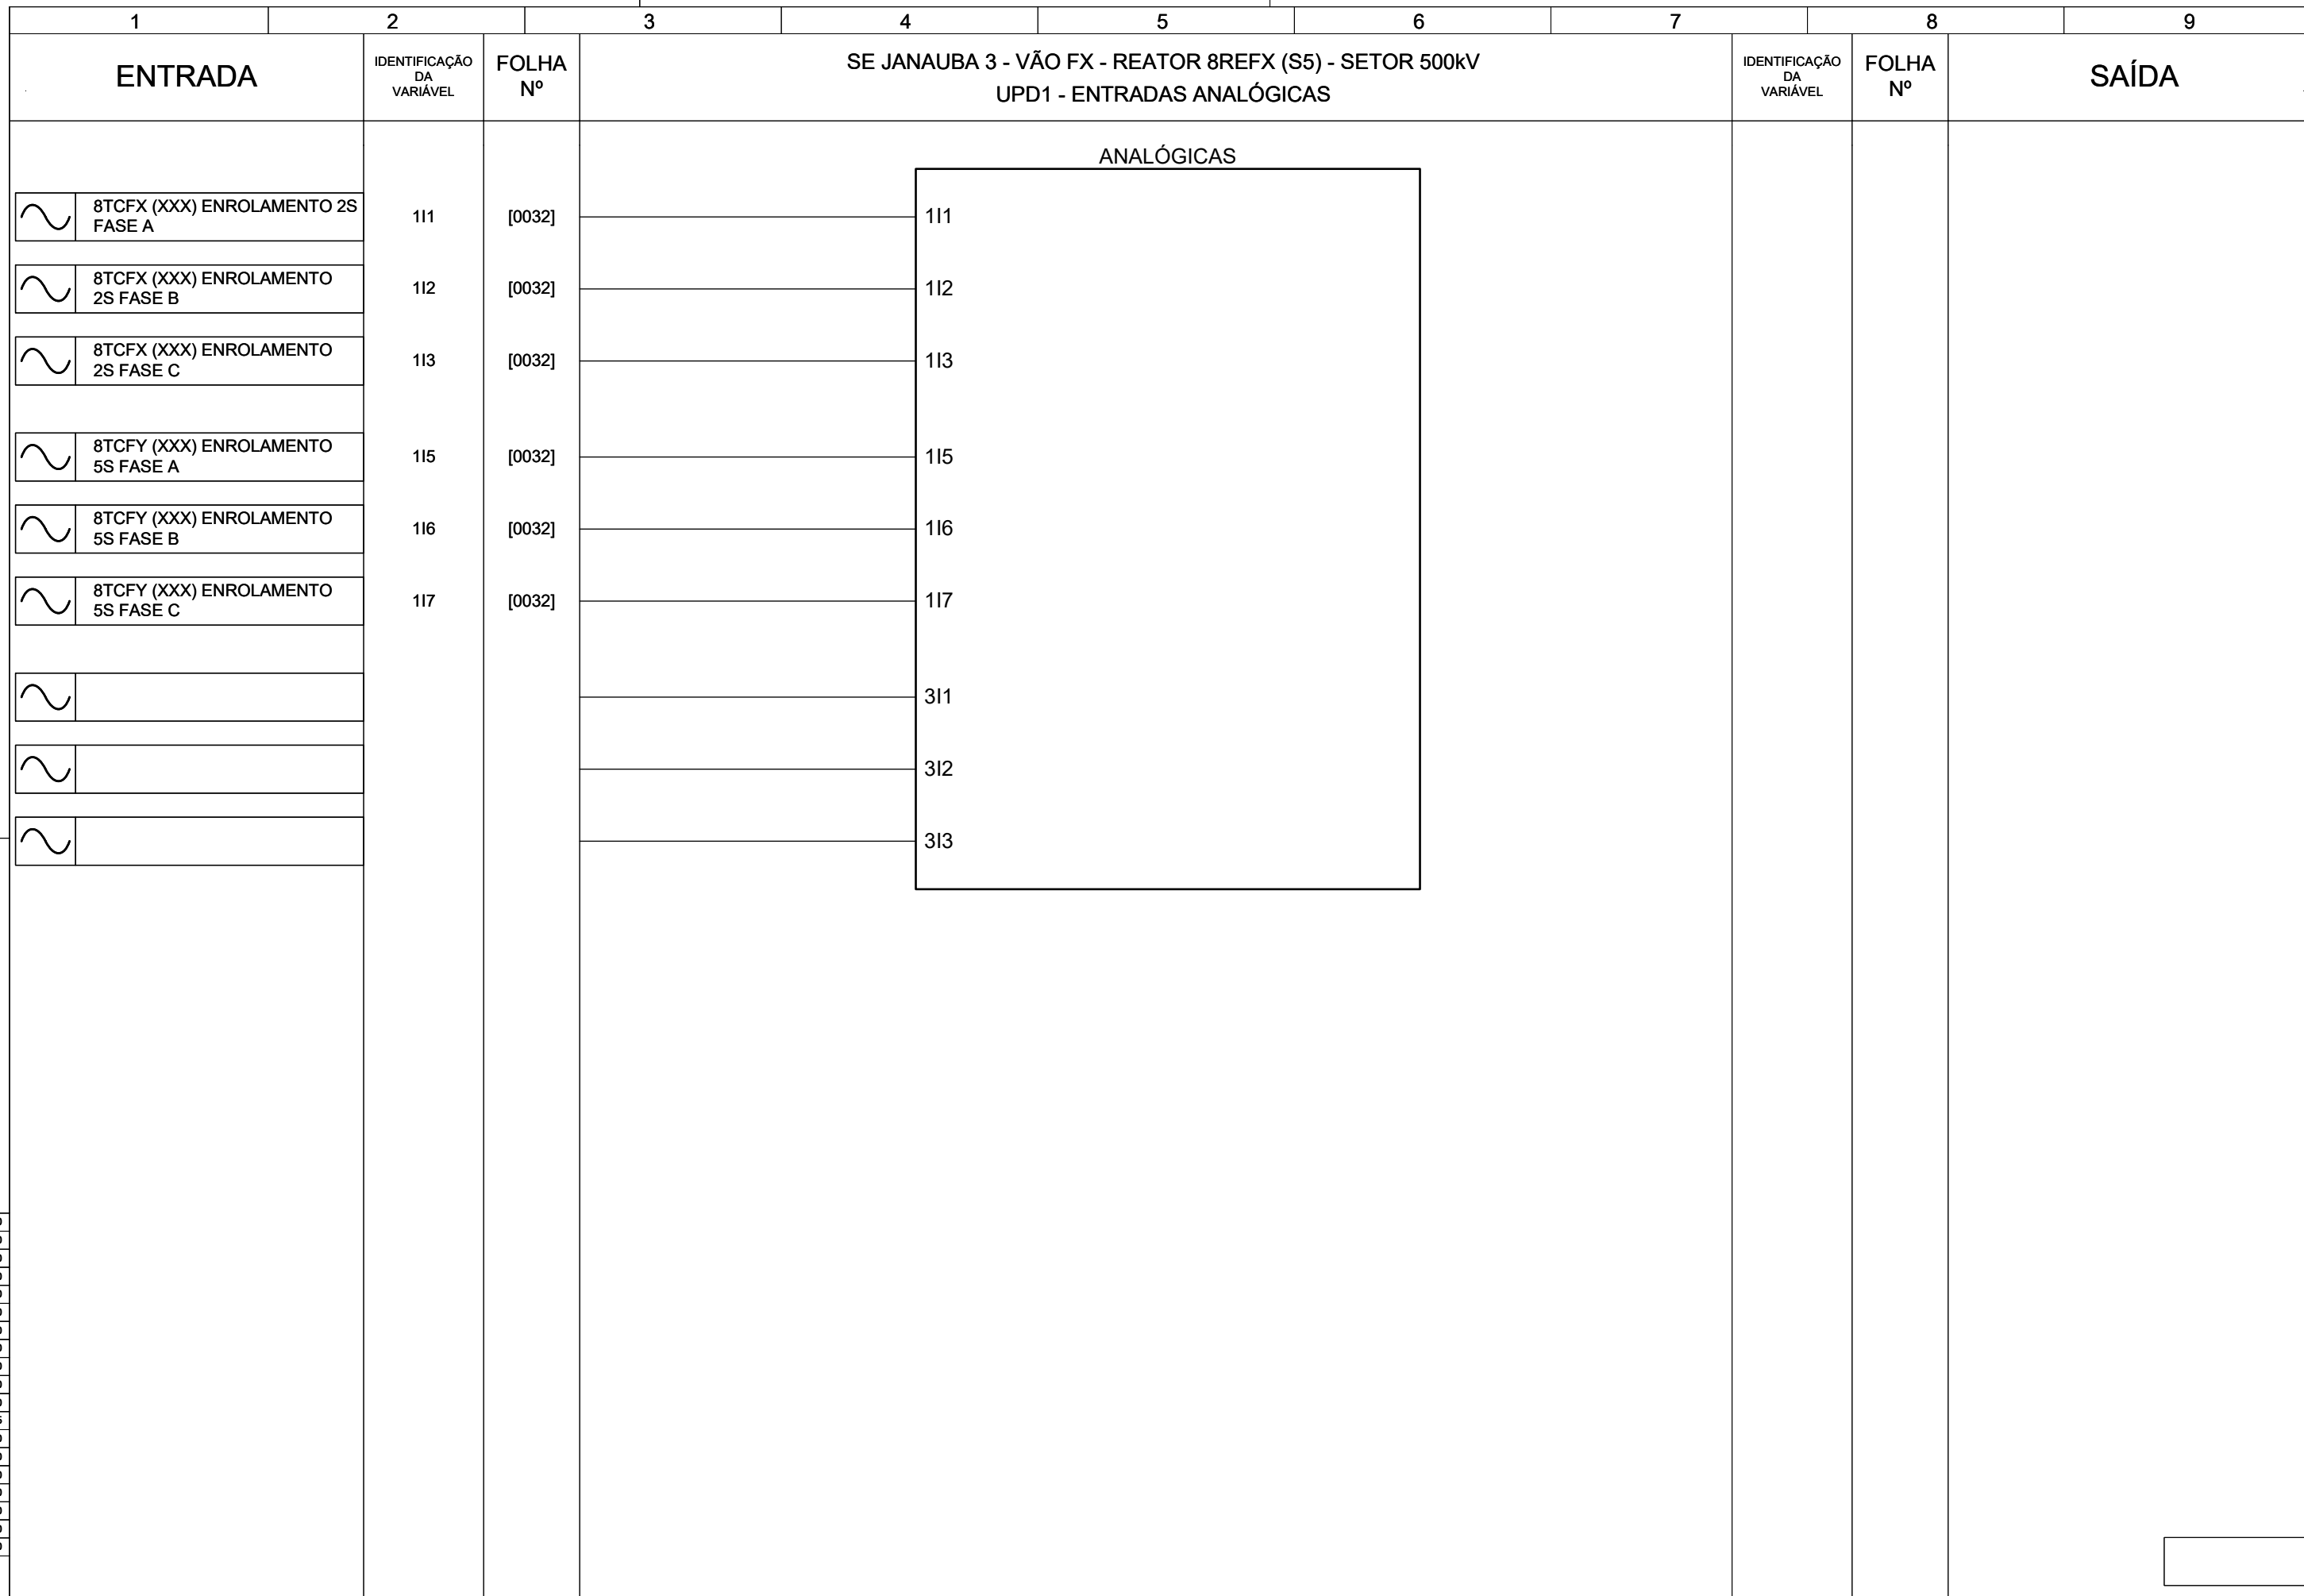 1 2 3 4 5 6 7 8 9
ENTRADA
IDENTIFICAÇÃO
DA
VARIÁVEL
FOLHA
Nº
SE JANAUBA 3 - VÃO FX - REATOR 8REFX (S5) - SETOR 500kV
UPD1 - ENTRADAS ANALÓGICAS
IDENTIFICAÇÃO
DA
VARIÁVEL
FOLHA
Nº
SAÍDA
ANALÓGICAS
8TCFX (XXX) ENROLAMENTO 2S
FASE A
1I1 [0032] 1I1
8TCFX (XXX) ENROLAMENTO
2S FASE B
1I2 [0032] 1I2
8TCFX (XXX) ENROLAMENTO
2S FASE C
1I3 [0032] 1I3
8TCFY (XXX) ENROLAMENTO
5S FASE A
1I5 [0032] 1I5
8TCFY (XXX) ENROLAMENTO
5S FASE B
1I6 [0032] 1I6
8TCFY (XXX) ENROLAMENTO
5S FASE C
1I7 [0032] 1I7
3I1
3I2
3I3